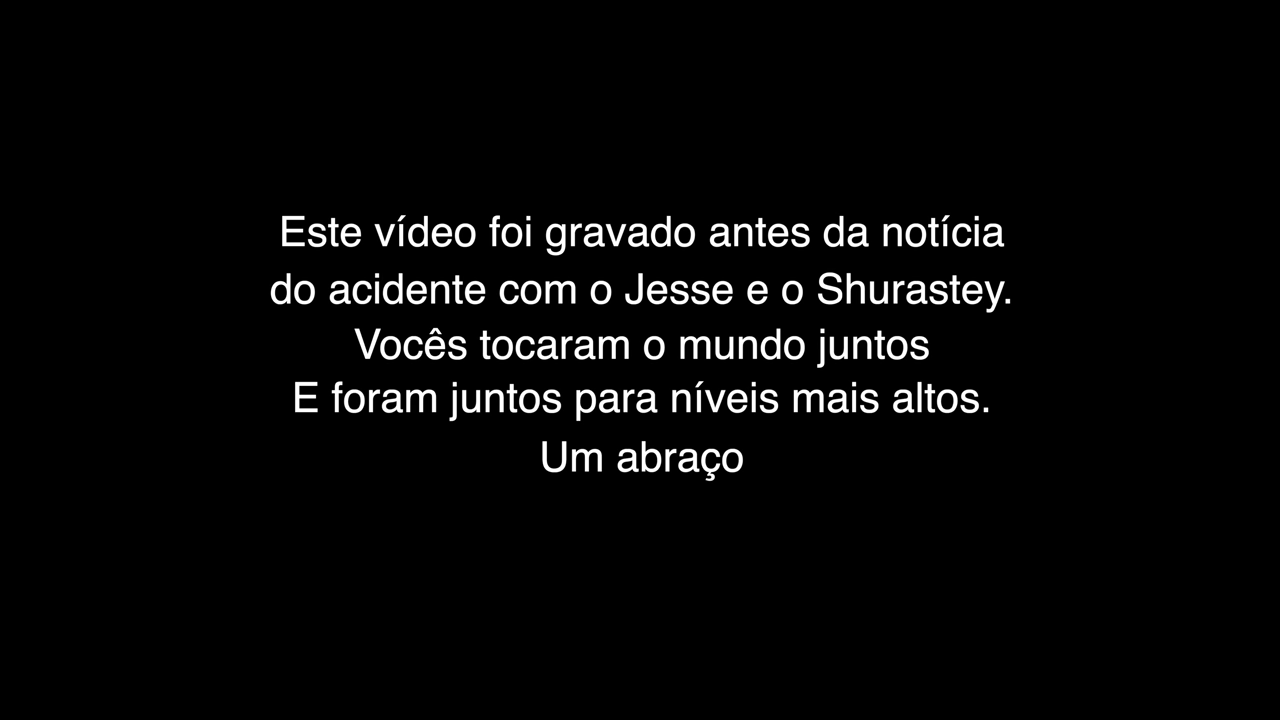 Este vídeo foi gravado antes da notícia
do acidente com o Jesse e o Shurastey.
Vocês tocaram o mundo juntos
E foram juntos para níveis mais altos.
Um abraço